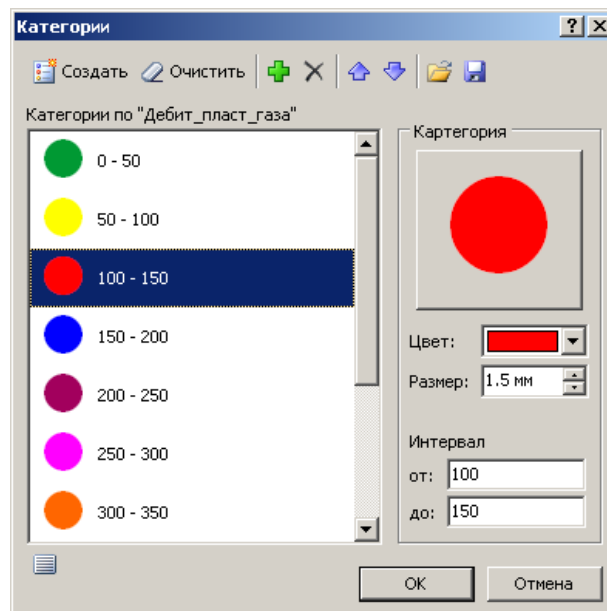 Категории
Создать Очистить
Категории по "Дебит_пласт_газа"
0 - 50
50 - 100
100 - 150
150 - 200
200 - 250
250 - 300
300 - 350
Картегория
Цвет:
Размер: 1.5 мм
Интервал
от: 100
до: 150
OK Отмена